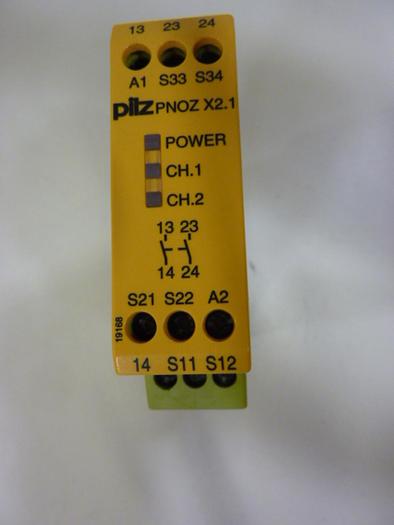 13 23 24
A1 S33 S34
pilz PNOZ X2.1
POWER
CH.1
CH.2
13 23
14 24
S21 S22 A2
19168
14 S11 S12